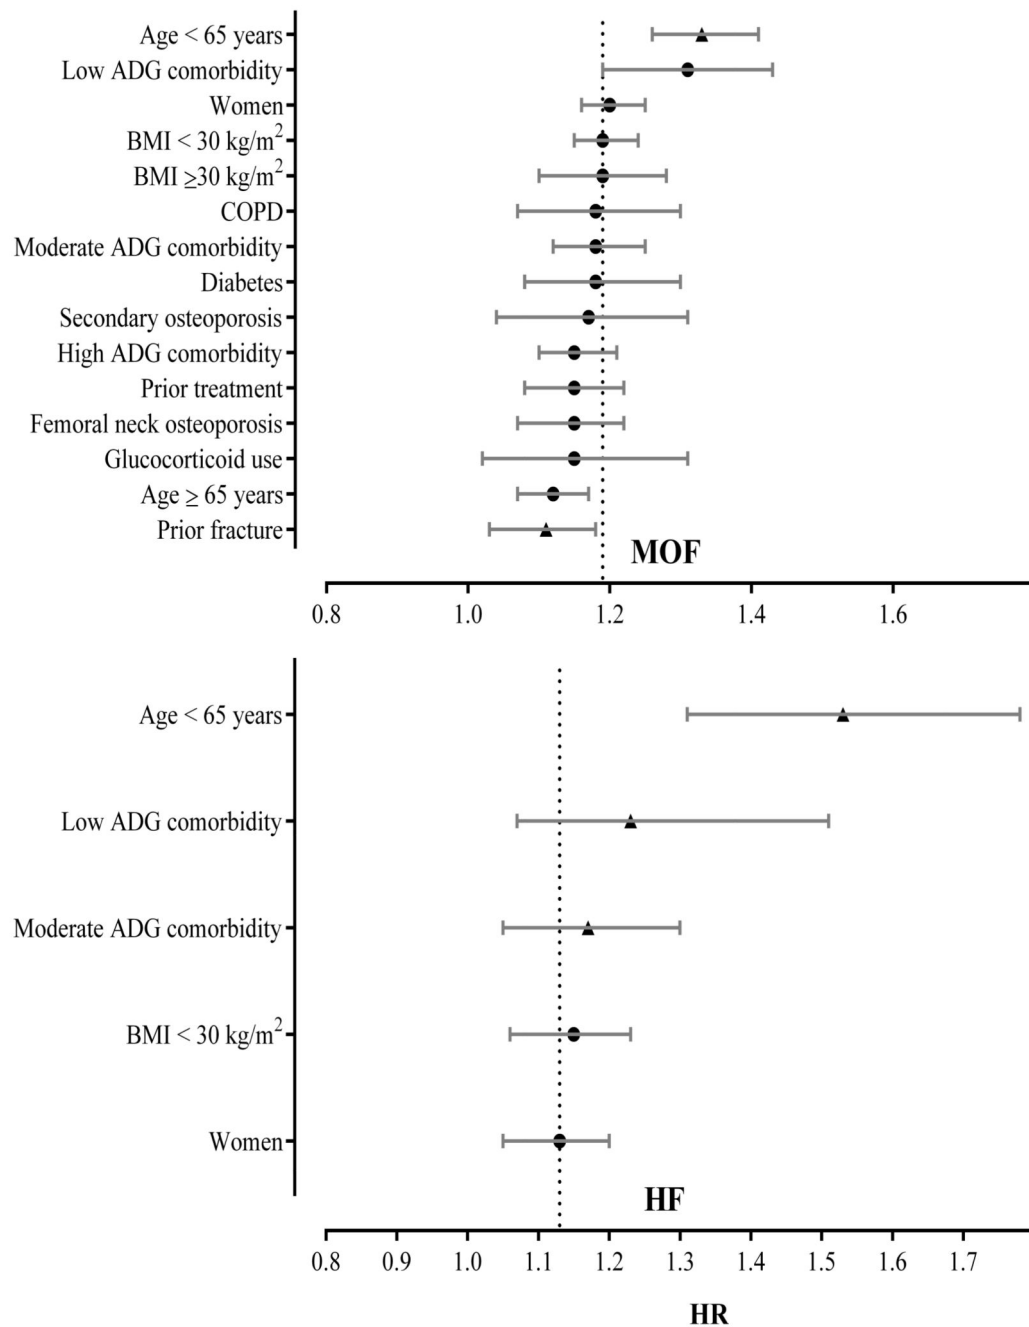 Age < 65 years
Low ADG comorbidity
Women
BMI < 30 kg/m²
BMI ≥30 kg/m²
COPD
Moderate ADG comorbidity
Diabetes
Secondary osteoporosis
High ADG comorbidity
Prior treatment
Femoral neck osteoporosis
Glucocorticoid use
Age ≥ 65 years
Prior fracture
MOF
0.8 1.0 1.2 1.4 1.6
Age < 65 years
Low ADG comorbidity
Moderate ADG comorbidity
BMI < 30 kg/m²
Women
HF
0.8 0.9 1.0 1.1 1.2 1.3 1.4 1.5 1.6 1.7
HR